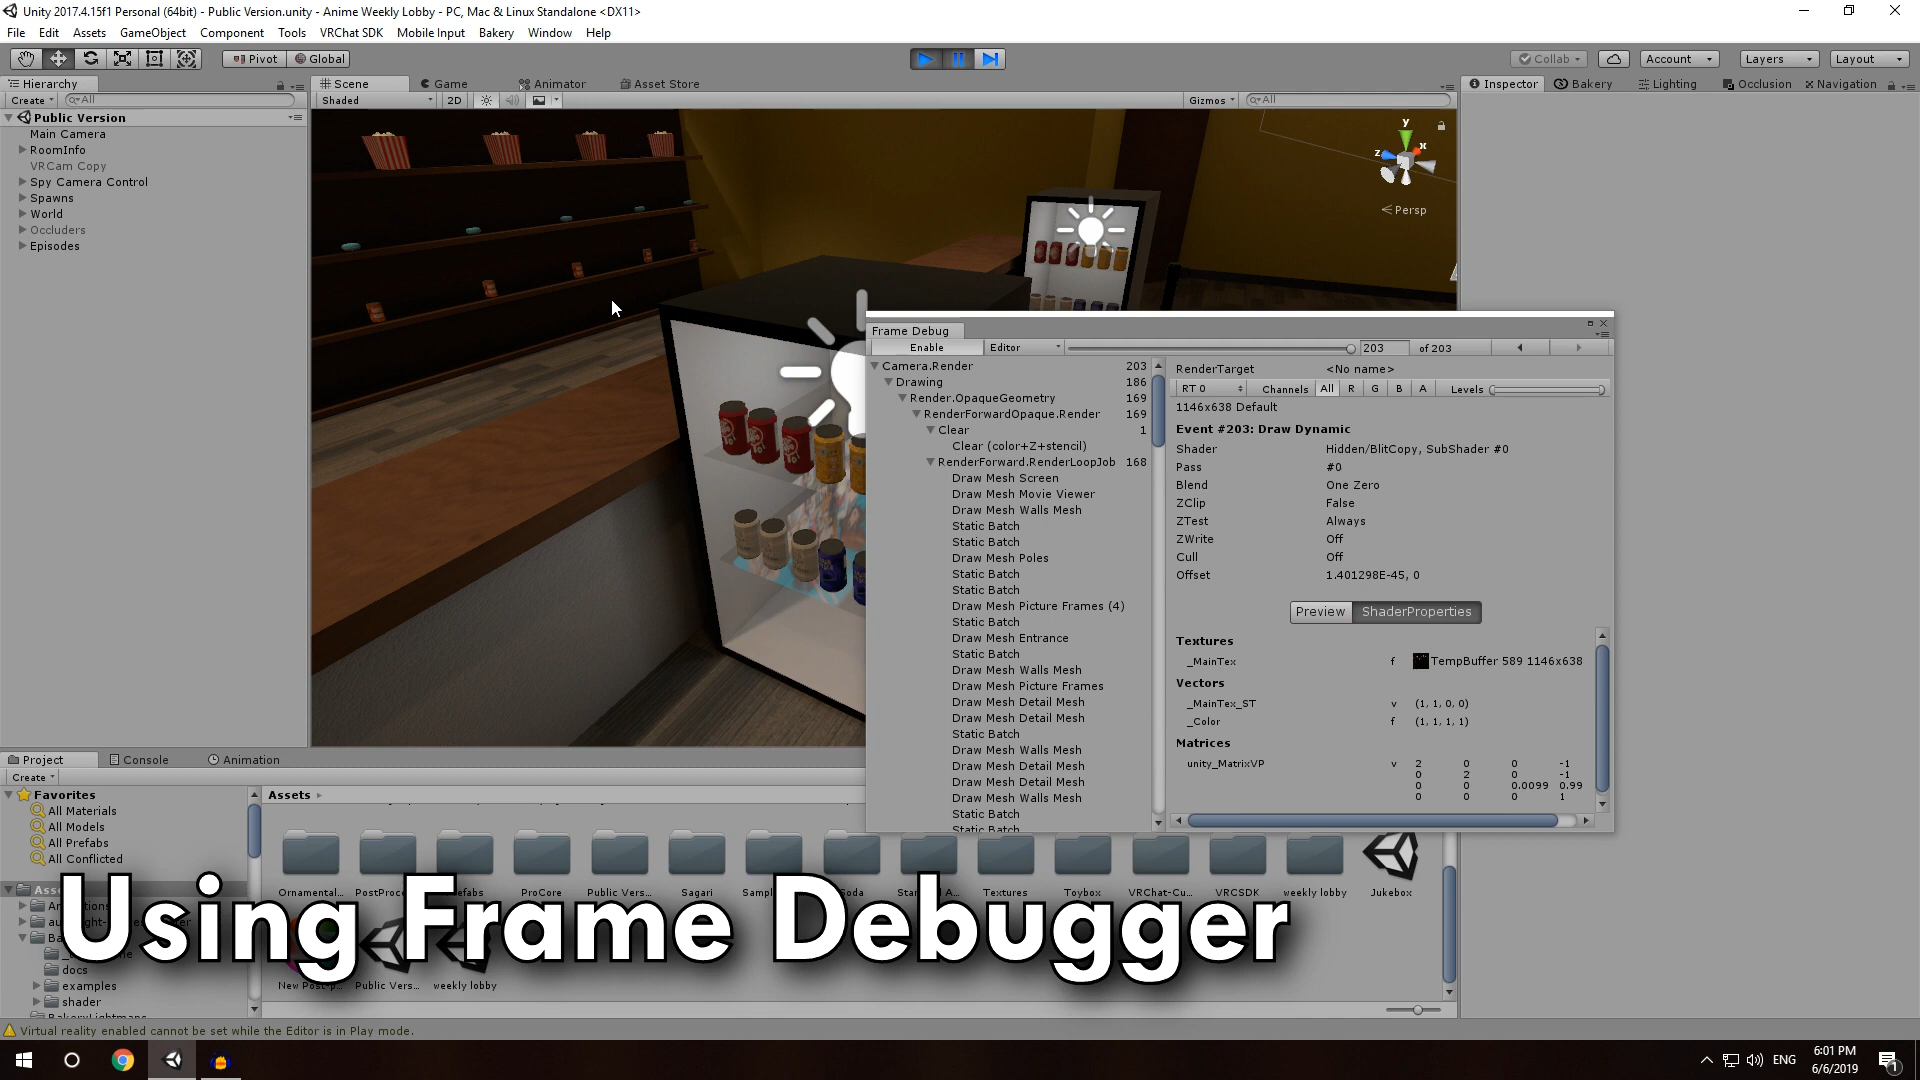 Unity 2017.4.15f1 Personal (64bit) - Public Version.unity - Anime Weekly Lobby - PC, Mac & Linux Standalone <DX11>
File Edit Assets GameObject Component Tools VRChat SDK Mobile Input Bakery Window Help
Pivot Global Collab Account Layers Layout
Hierarchy Scene Game Animator Asset Store Inspector Bakery Lighting Occlusion Navigation
Create All Shaded 2D Gizmos All
Public Version
Main Camera
RoomInfo
VRCam Copy
Spy Camera Control
Spawns
World
Occluders
Episodes
y
x
z
Persp
Frame Debug
Enable Editor 203 of 203
Camera.Render 203
Drawing 186
Render.OpaqueGeometry 169
RenderForwardOpaque.Render 169
Clear 1
Clear (color+Z+stencil)
RenderForward.RenderLoopJob 168
Draw Mesh Screen
Draw Mesh Movie Viewer
Draw Mesh Walls Mesh
Static Batch
Static Batch
Draw Mesh Poles
Static Batch
Static Batch
Draw Mesh Picture Frames (4)
Static Batch
Draw Mesh Entrance
Static Batch
Draw Mesh Walls Mesh
Draw Mesh Picture Frames
Draw Mesh Detail Mesh
Draw Mesh Detail Mesh
Static Batch
Draw Mesh Walls Mesh
Draw Mesh Detail Mesh
Draw Mesh Detail Mesh
Draw Mesh Walls Mesh
Static Batch
Static Batch
RenderTarget <No name>
RT 0 Channels All R G B A Levels
1146x638 Default
Event #203: Draw Dynamic
Shader Hidden/BlitCopy, SubShader #0
Pass #0
Blend One Zero
ZClip False
ZTest Always
ZWrite Off
Cull Off
Offset 1.401298E-45, 0
Preview ShaderProperties
Textures
_MainTex f TempBuffer 589 1146x638
Vectors
_MainTex_ST v (1, 1, 0, 0)
_Color f (1, 1, 1, 1)
Matrices
unity_MatrixVP v 2 0 0 -1
0 2 0 -1
0 0 0.0099 0.99
0 0 0 1
Project Console Animation
Create
Favorites
All Materials
All Models
All Prefabs
All Conflicted
docs
examples
shader
Assets
Ornamental... ProCore Public Vers... Sagari Textures Toybox VRChat-Cu... VRCSDK weekly lobby Jukebox
Public Vers... weekly lobby
Using Frame Debugger
Virtual reality enabled cannot be set while the Editor is in Play mode.
ENG
6:01 PM
6/6/2019
1